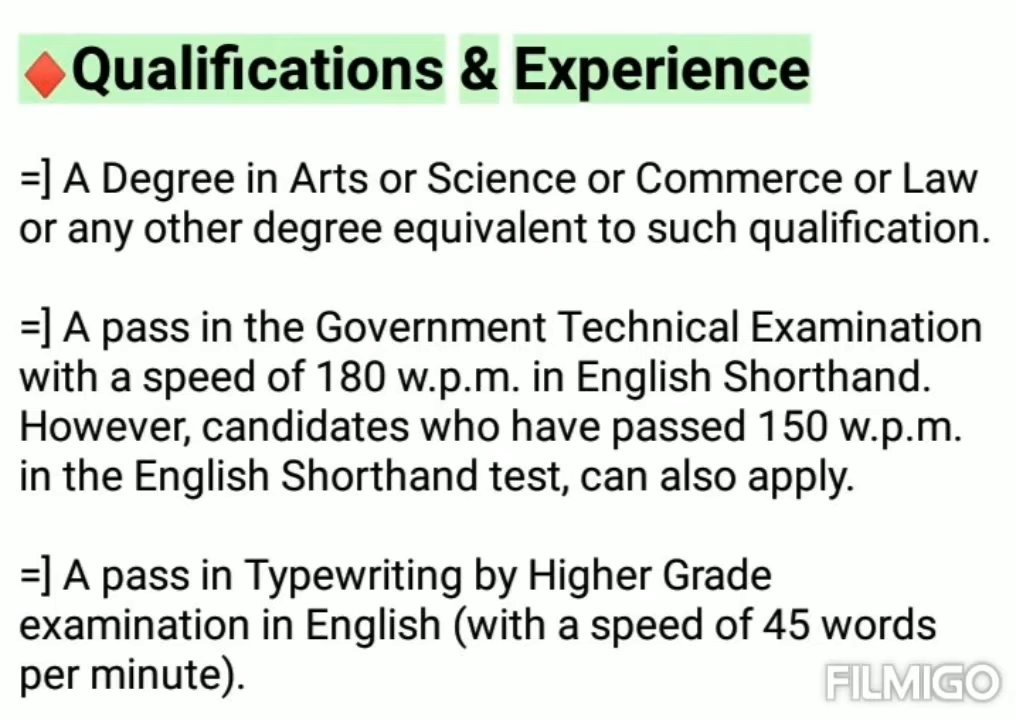 ♦Qualifications & Experience
=] A Degree in Arts or Science or Commerce or Law
or any other degree equivalent to such qualification.
=] A pass in the Government Technical Examination
with a speed of 180 w.p.m. in English Shorthand.
However, candidates who have passed 150 w.p.m.
in the English Shorthand test, can also apply.
=] A pass in Typewriting by Higher Grade
examination in English (with a speed of 45 words
per minute).
FILMIGO